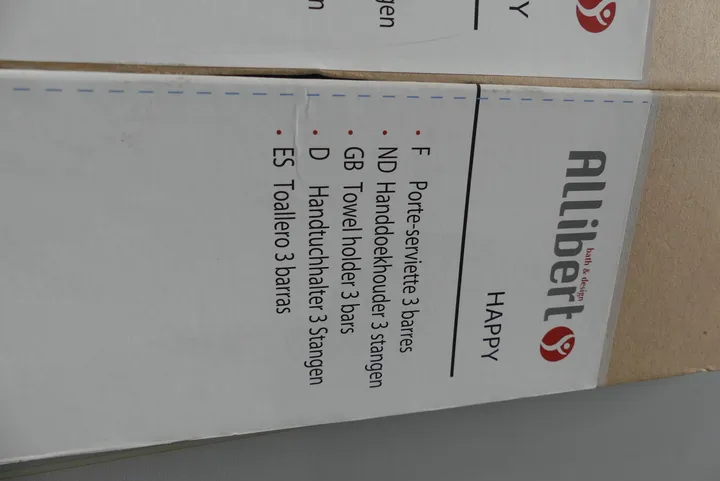 Allibert
bath & design
HAPPY
• F Porte-serviette 3 barres
• ND Handdoekhouder 3 stangen
• GB Towel holder 3 bars
• D Handtuchhalter 3 Stangen
• ES Toallero 3 barras
Y
gen
n